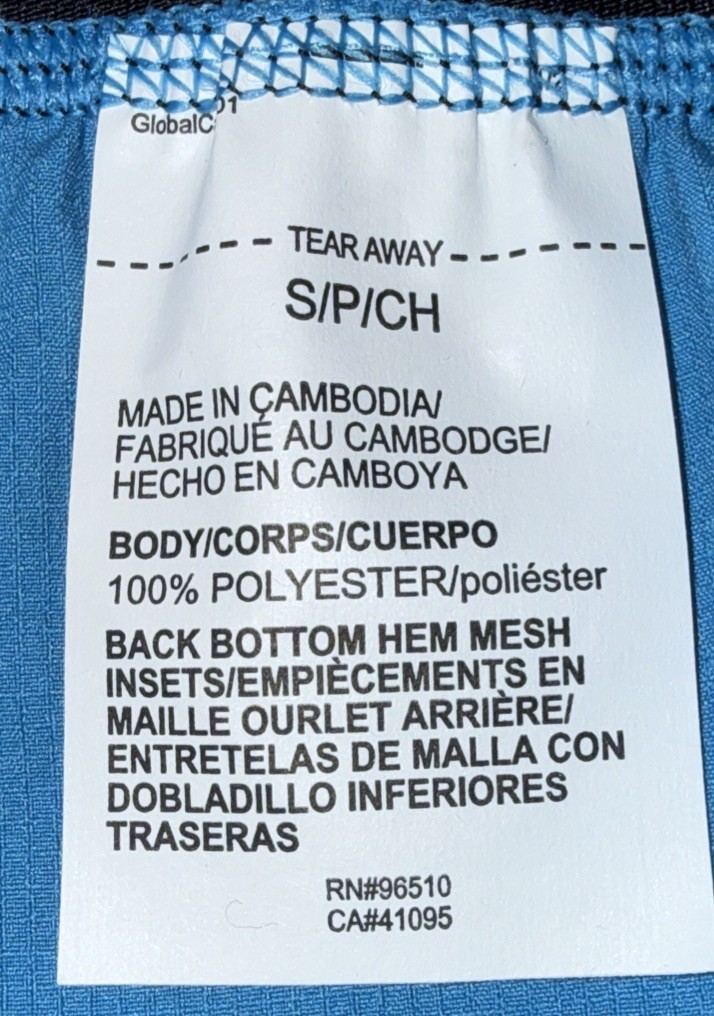 GlobalC 01
TEAR AWAY
S/P/CH
MADE IN CAMBODIA/
FABRIQUÉ AU CAMBODGE/
HECHO EN CAMBOYA
BODY/CORPS/CUERPO
100% POLYESTER/poliéster
BACK BOTTOM HEM MESH
INSETS/EMPIÈCEMENTS EN
MAILLE OURLET ARRIÈRE/
ENTRETELAS DE MALLA CON
DOBLADILLO INFERIORES
TRASERAS
RN#96510
CA#41095